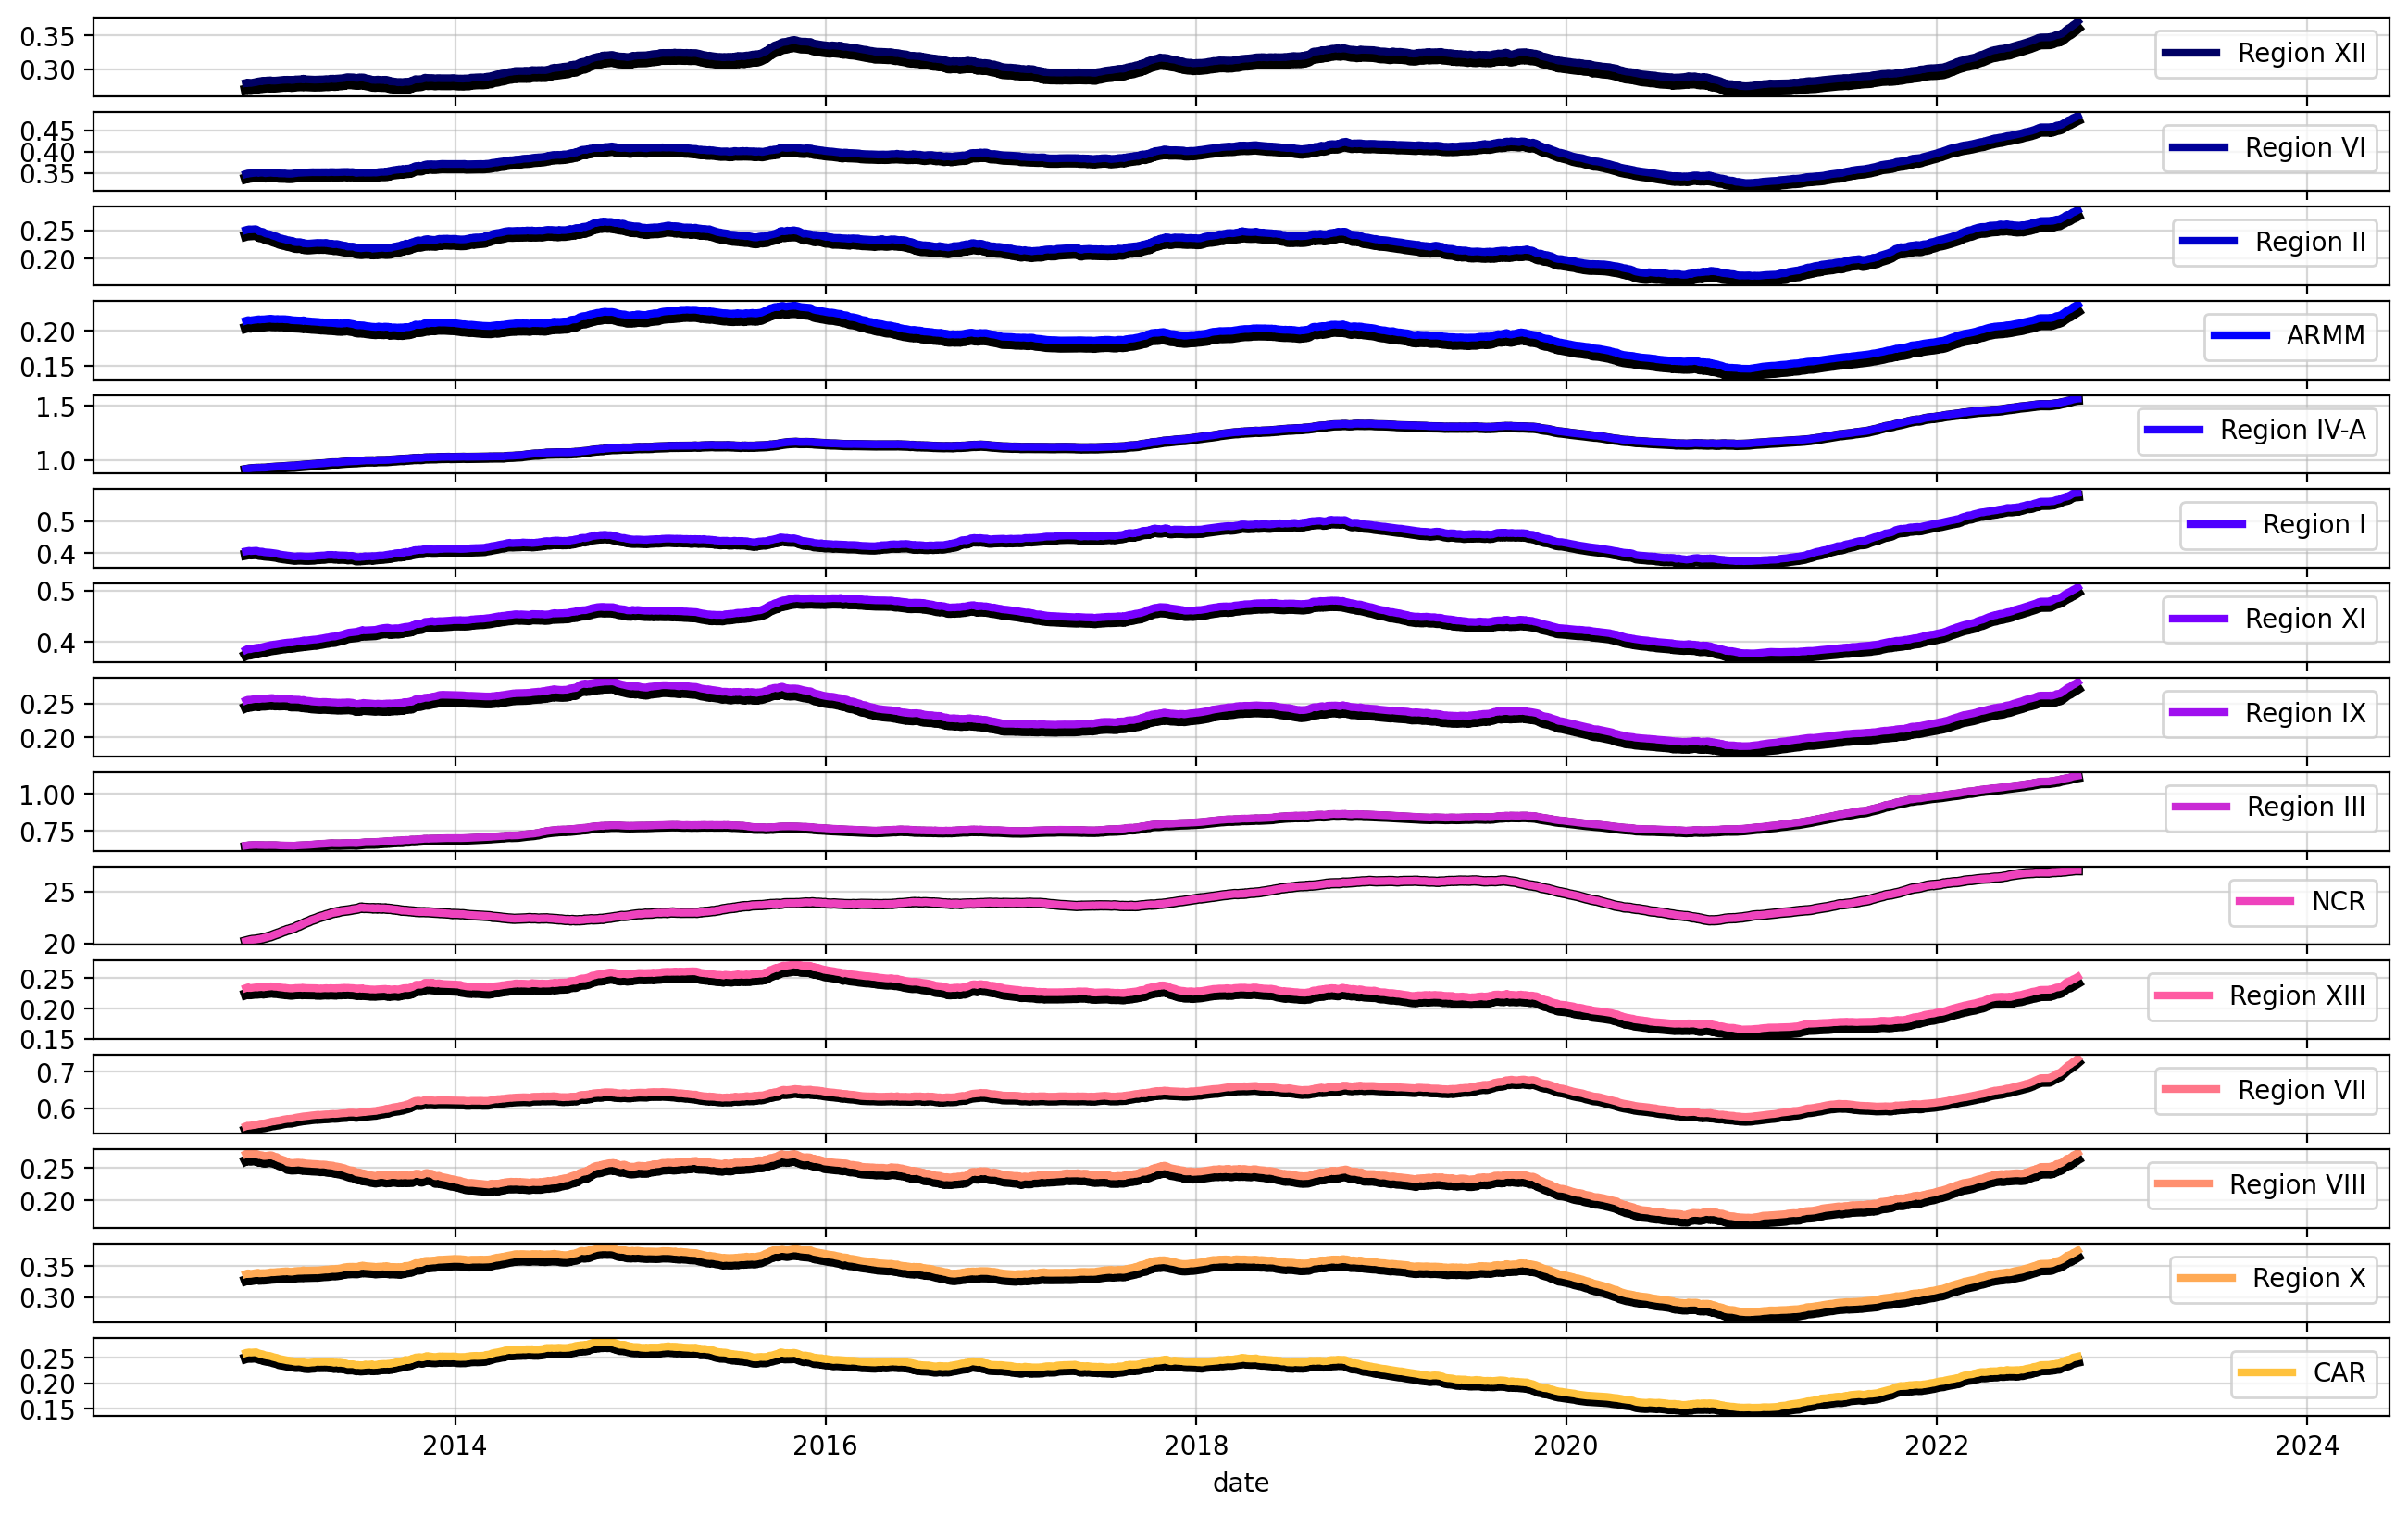 0.35
0.30
Region XII
0.45
0.40
0.35
Region VI
0.25
0.20
Region II
0.20
0.15
ARMM
1.5
1.0
Region IV-A
0.5
0.4
Region I
0.5
0.4
Region XI
0.25
0.20
Region IX
1.00
0.75
Region III
25
20
NCR
0.25
0.20
0.15
Region XIII
0.7
0.6
Region VII
0.25
0.20
Region VIII
0.35
0.30
Region X
0.25
0.20
0.15
CAR
2014 2016 2018 2020 2022 2024
date